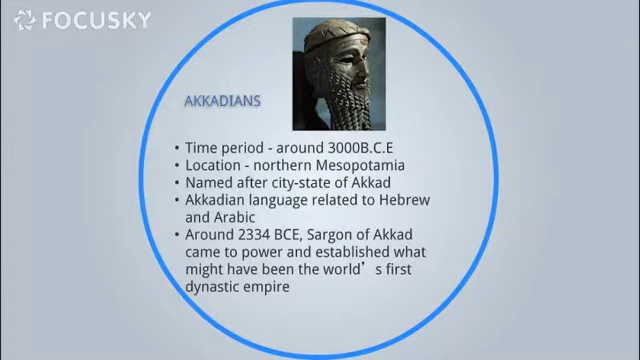 FOCUSKY
AKKADIANS
• Time period - around 3000B.C.E
• Location - northern Mesopotamia
• Named after city-state of Akkad
• Akkadian language related to Hebrew
and Arabic
• Around 2334 BCE, Sargon of Akkad
came to power and established what
might have been the world’s first
dynastic empire